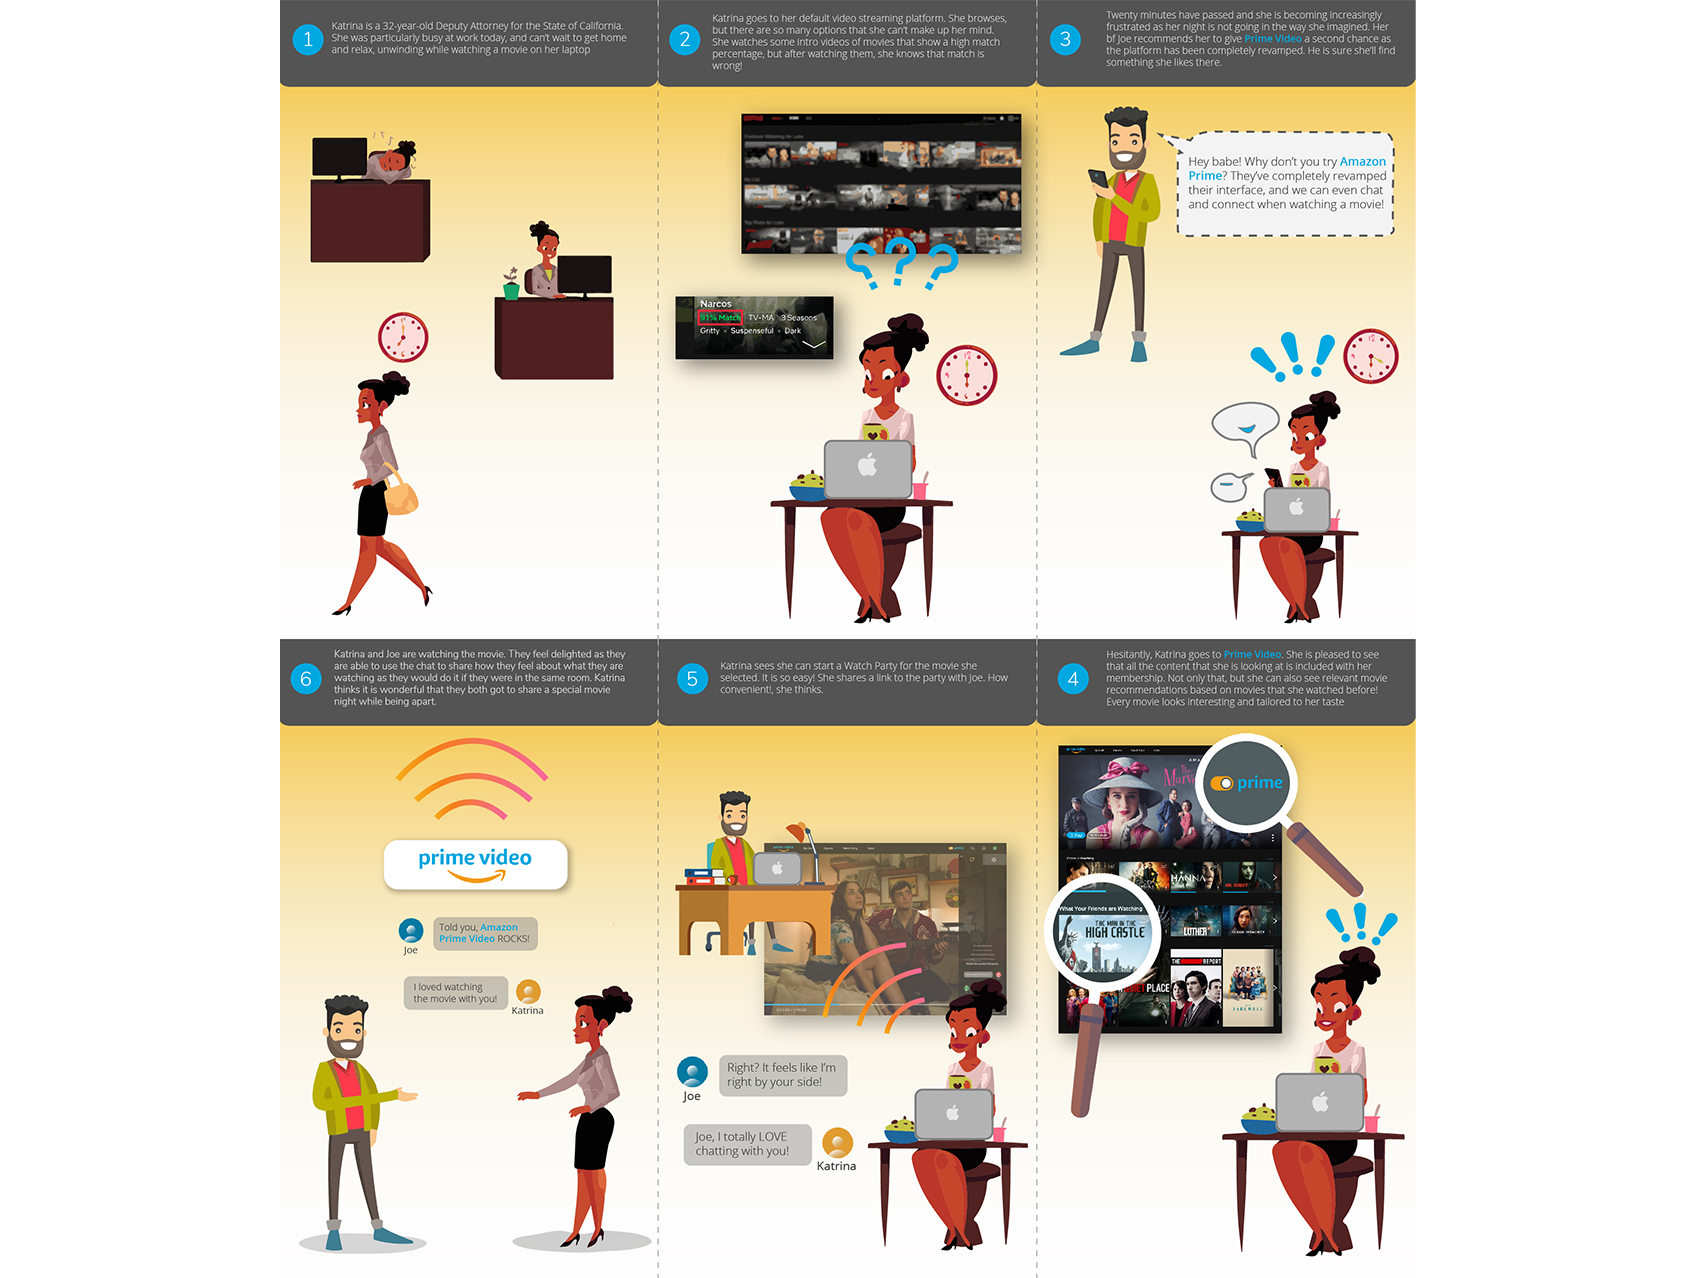 1
Katrina is a 32-year-old Deputy Attorney for the State of California.
She was particularly busy at work today, and can't wait to get home
and relax, unwinding while watching a movie on her laptop
2
Katrina goes to her default video streaming platform. She browses,
but there are so many options that she can't make up her mind.
She watches some intro videos of movies that show a high match
percentage, but after watching them, she knows that match is
wrong!
Narcos
91% Match TV-MA 3 Seasons
Gritty • Suspenseful • Dark
3
Twenty minutes have passed and she is becoming increasingly
frustrated as her night is not going in the way she imagined. Her
bf Joe recommends her to give Prime Video a second chance as
the platform has been completely revamped. He is sure she'll find
something she likes there.
Hey babe! Why don't you try Amazon
Prime? They've completely revamped
their interface, and we can even chat
and connect when watching a movie!
???
!!!
4
Hesitantly, Katrina goes to Prime Video. She is pleased to see
that all the content that she is looking at is included with her
membership. Not only that, but she can also see relevant movie
recommendations based on movies that she watched before!
Every movie looks interesting and tailored to her taste
prime
HANNA
What Your Friends are Watching
THE MAN IN THE
HIGH CASTLE
LUTHER
THE REPORT
PLACE
FAREWELL
!!!
5
Katrina sees she can start a Watch Party for the movie she
selected. It is so easy! She shares a link to the party with Joe. How
convenient!, she thinks.
Right? It feels like I'm
right by your side!
Joe
Joe, I totally LOVE
chatting with you!
Katrina
6
Katrina and Joe are watching the movie. They feel delighted as they
are able to use the chat to share how they feel about what they are
watching as they would do it if they were in the same room. Katrina
thinks it is wonderful that they both got to share a special movie
night while being apart.
prime video
Told you, Amazon
Prime Video ROCKS!
Joe
I loved watching
the movie with you!
Katrina